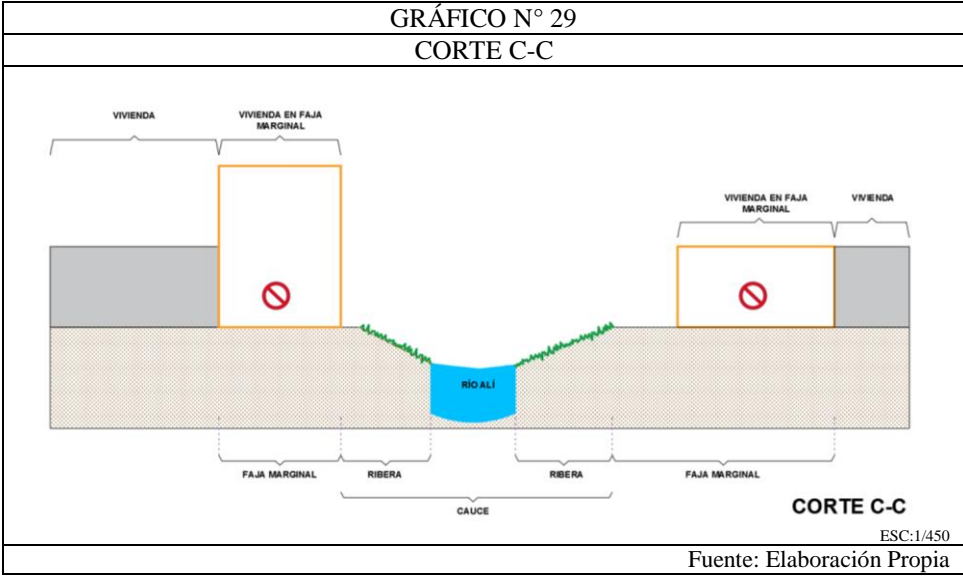 GRÁFICO N° 29
CORTE C-C
VIVIENDA
VIVIENDA EN FAJA
MARGINAL
VIVIENDA EN FAJA
MARGINAL
VIVIENDA
RÍO ALÍ
FAJA MARGINAL
RIBERA
RIBERA
FAJA MARGINAL
CAUCE
CORTE C-C
ESC:1/450
Fuente: Elaboración Propia